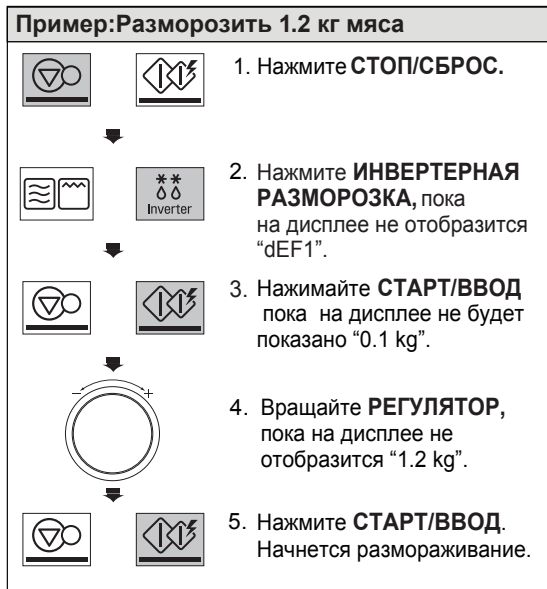 Пример:Разморозить 1.2 кг мяса
1. Нажмите СТОП/СБРОС.
2. Нажмите ИНВЕРТЕРНАЯ
РАЗМОРОЗКА, пока
на дисплее не отобразится
“dEF1”.
** 
Inverter
3. Нажимайте СТАРТ/ВВОД
пока на дисплее не будет
показано “0.1 kg”.
- +
4. Вращайте РЕГУЛЯТОР,
пока на дисплее не
отобразится “1.2 kg”.
5. Нажмите СТАРТ/ВВОД.
Начнется размораживание.